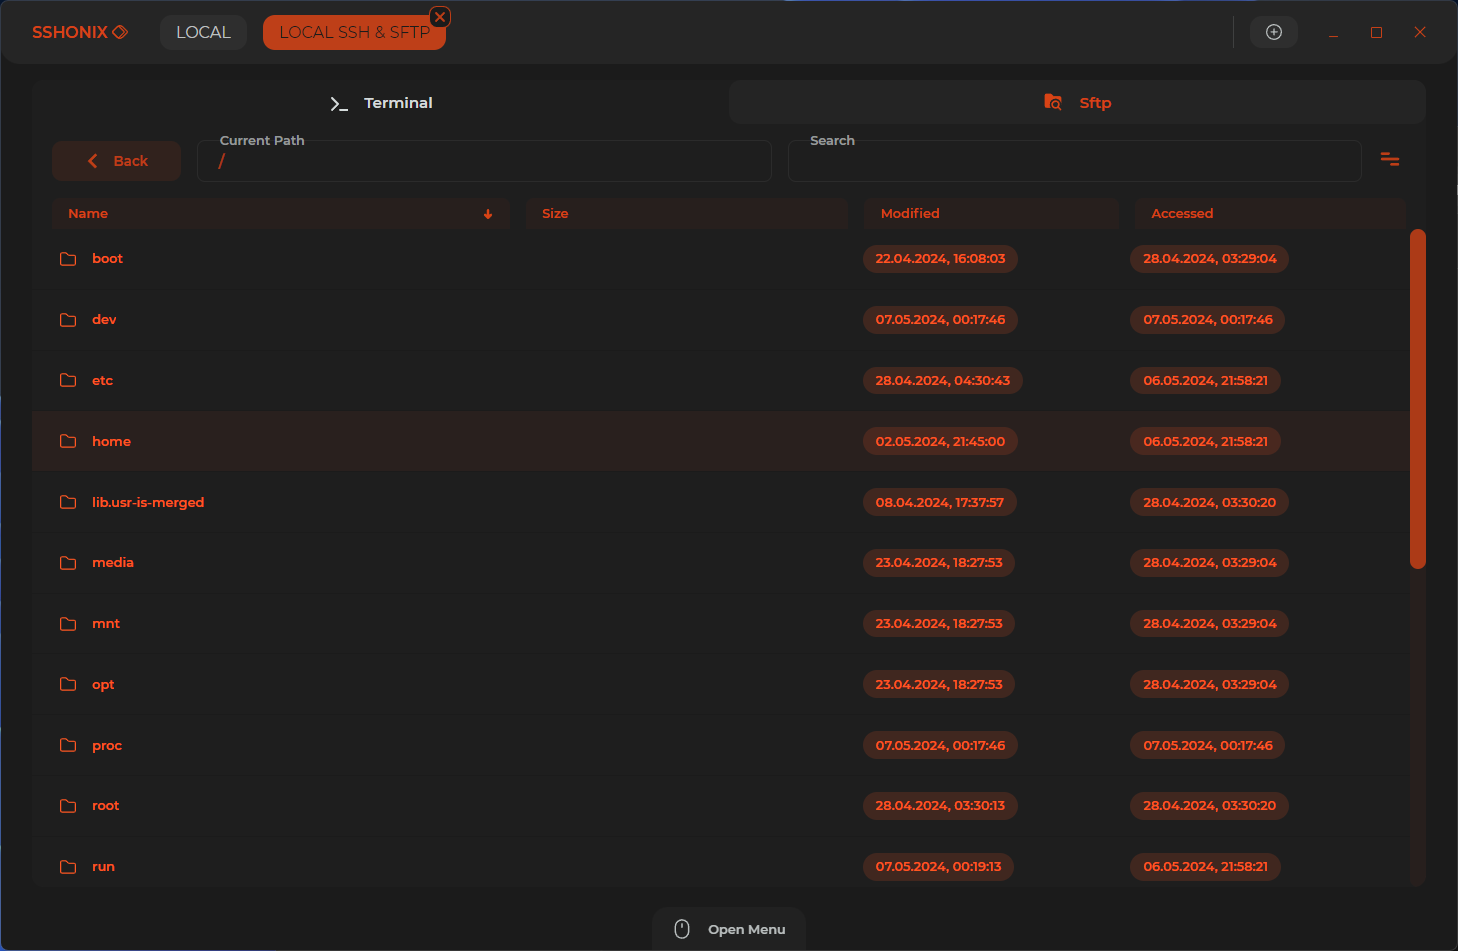 SSHONIX
LOCAL
LOCAL SSH & SFTP
Terminal
Sftp
Back
Current Path
/
Search
Name
Size
Modified
Accessed
boot 22.04.2024, 16:08:03 28.04.2024, 03:29:04
dev 07.05.2024, 00:17:46 07.05.2024, 00:17:46
etc 28.04.2024, 04:30:43 06.05.2024, 21:58:21
home 02.05.2024, 21:45:00 06.05.2024, 21:58:21
lib.usr-is-merged 08.04.2024, 17:37:57 28.04.2024, 03:30:20
media 23.04.2024, 18:27:53 28.04.2024, 03:29:04
mnt 23.04.2024, 18:27:53 28.04.2024, 03:29:04
opt 23.04.2024, 18:27:53 28.04.2024, 03:29:04
proc 07.05.2024, 00:17:46 07.05.2024, 00:17:46
root 28.04.2024, 03:30:13 28.04.2024, 03:30:20
run 07.05.2024, 00:19:13 06.05.2024, 21:58:21
Open Menu